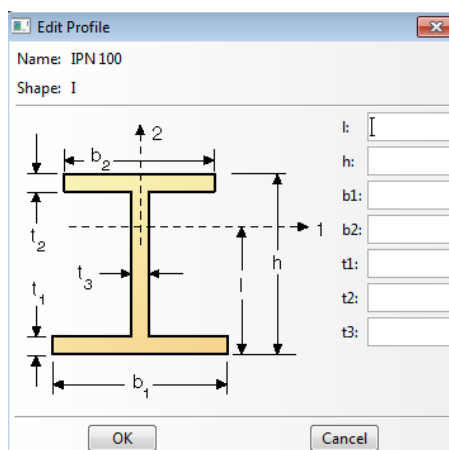 Edit Profile
Name: IPN 100
Shape: I
2
b2
l:
h:
b1:
1
b2:
t2
h
l
t1:
t3
t1
t2:
t3:
b1
OK
Cancel